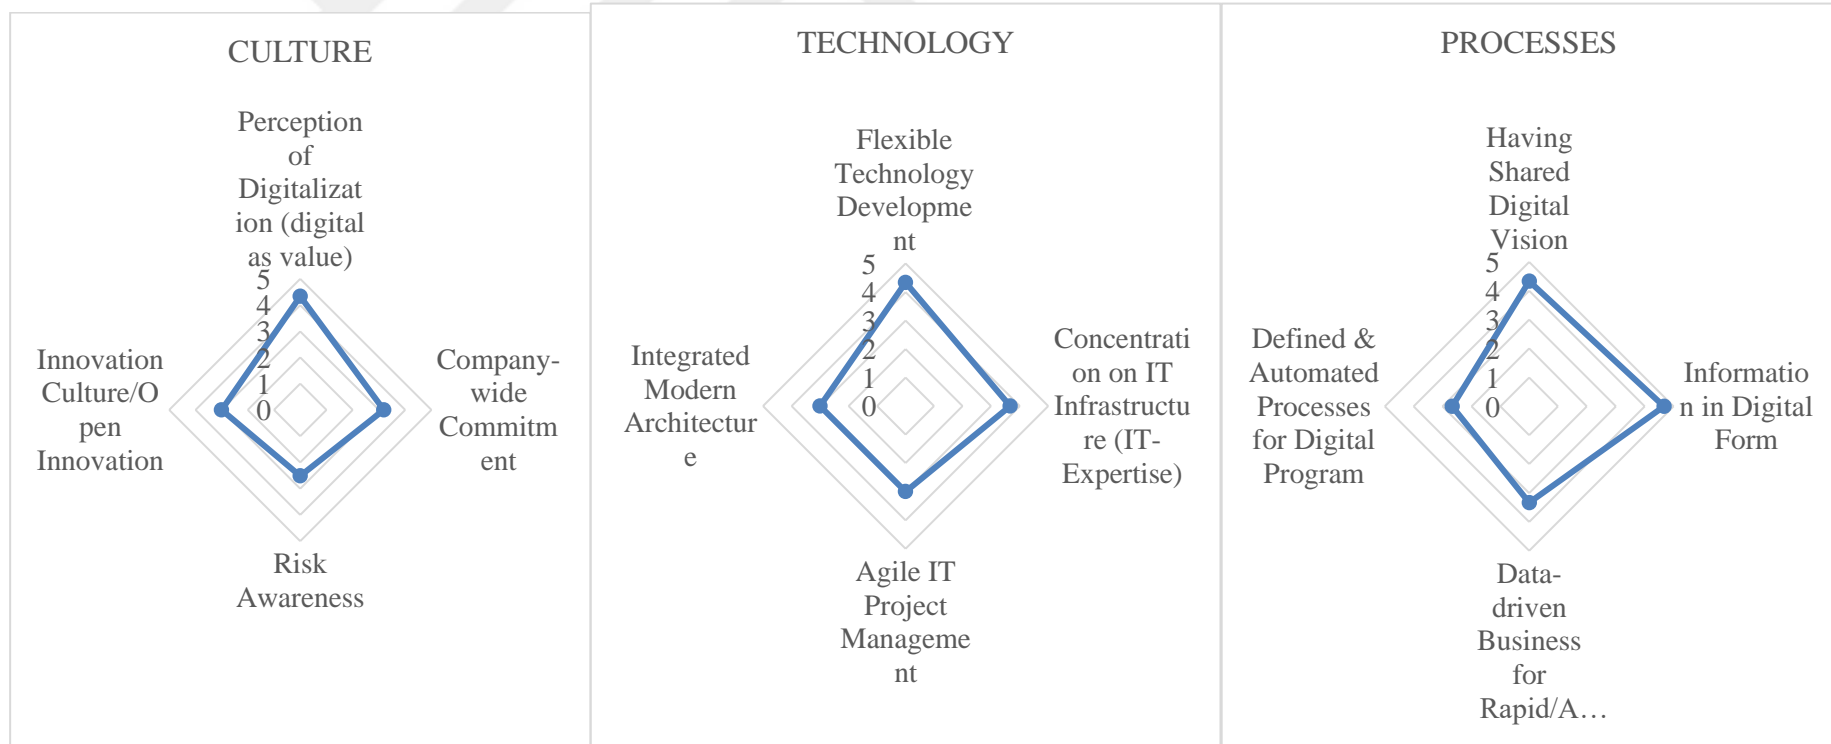 CULTURE
Perception
of
Digitalizat
ion (digital
as value)
5
4
3
2
1
0
Company-
wide
Commitm
ent
Risk
Awareness
Innovation
Culture/O
pen
Innovation
TECHNOLOGY
Flexible
Technology
Developme
nt
5
4
3
2
1
0
Concentrati
on on IT
Infrastructu
re (IT-
Expertise)
Agile IT
Project
Manageme
nt
Integrated
Modern
Architectur
e
PROCESSES
Having
Shared
Digital
Vision
5
4
3
2
1
0
Informatio
n in Digital
Form
Data-
driven
Business
for
Rapid/A…
Defined &
Automated
Processes
for Digital
Program